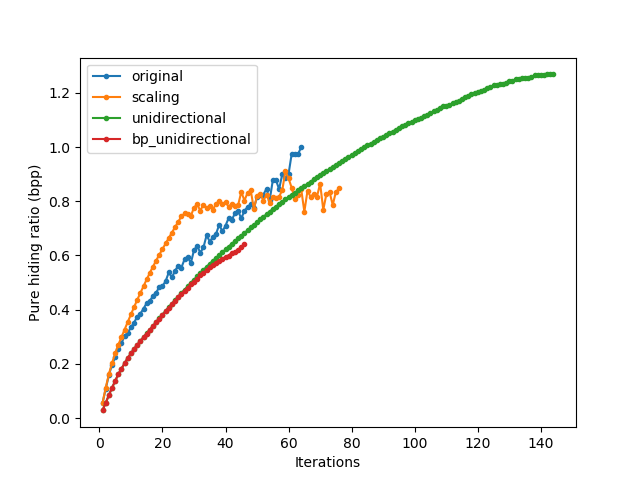 original
scaling
unidirectional
bp_unidirectional
Pure hiding ratio (bpp)
1.2
1.0
0.8
0.6
0.4
0.2
0.0
0 20 40 60 80 100 120 140
Iterations